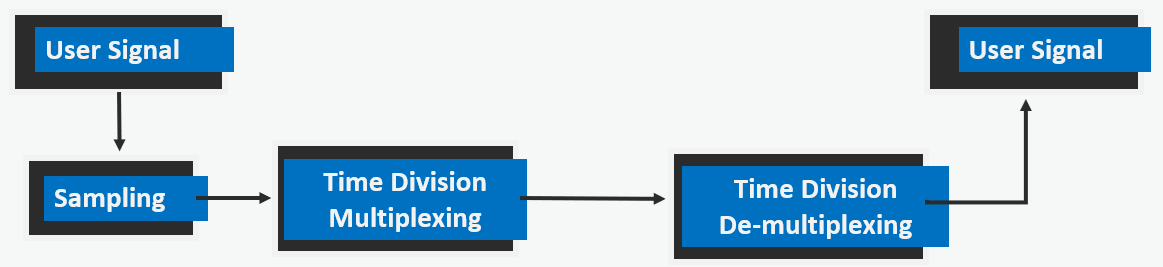 User Signal
User Signal
Sampling
Time Division
Multiplexing
Time Division
De-multiplexing